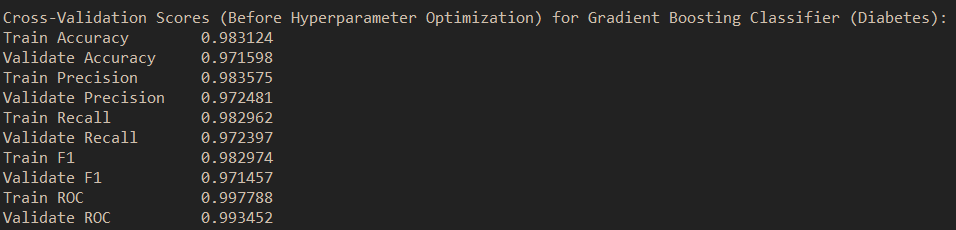 Cross-Validation Scores (Before Hyperparameter Optimization) for Gradient Boosting Classifier (Diabetes):
Train Accuracy 0.983124
Validate Accuracy 0.971598
Train Precision 0.983575
Validate Precision 0.972481
Train Recall 0.982962
Validate Recall 0.972397
Train F1 0.982974
Validate F1 0.971457
Train ROC 0.997788
Validate ROC 0.993452